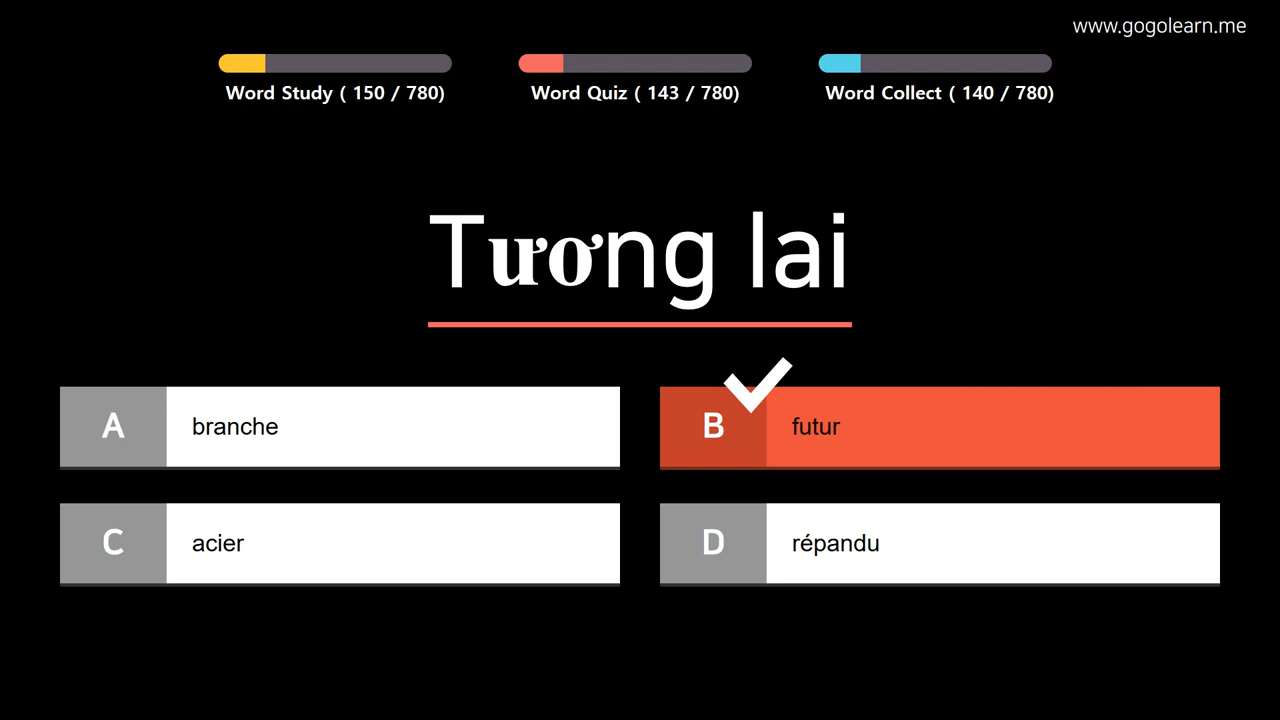 www.gogolearn.me
Word Study ( 150 / 780)
Word Quiz ( 143 / 780)
Word Collect ( 140 / 780)
Tương lai
A
branche
B
futur
C
acier
D
répandu